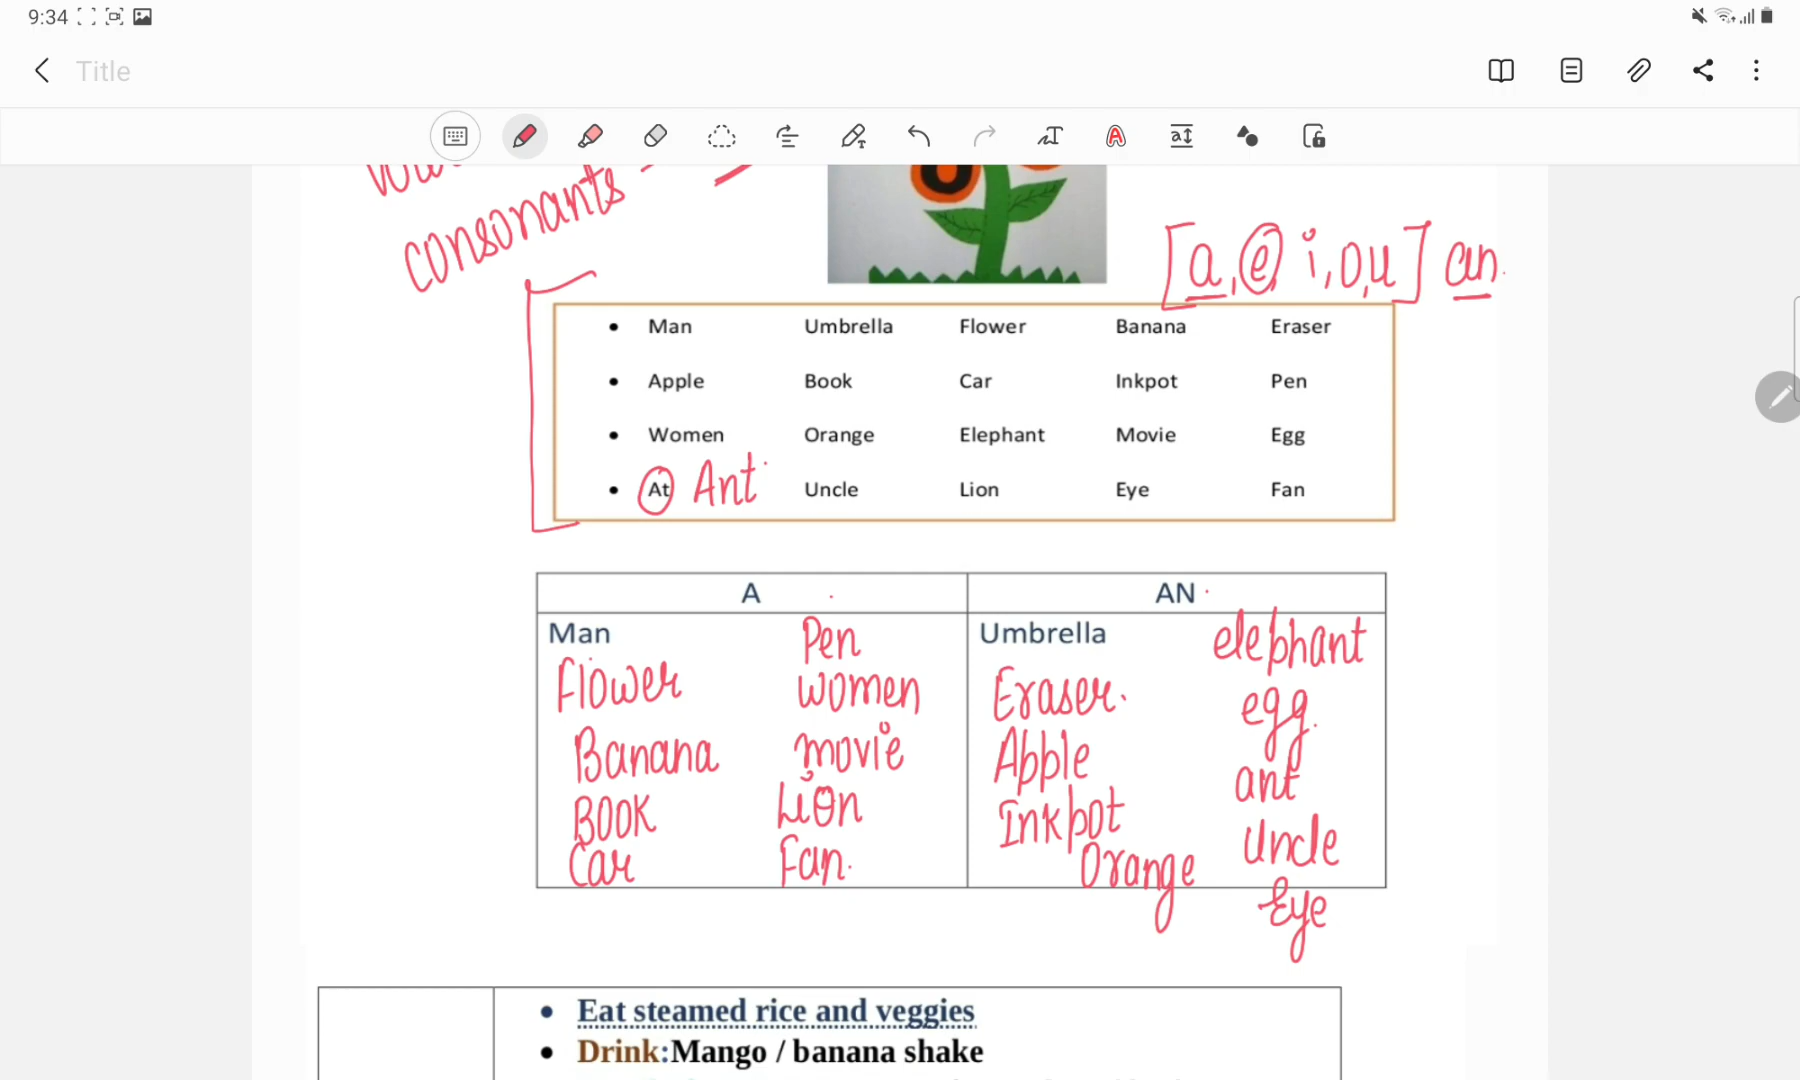 9:34
Title
consonants
[a, e, i, o, u] an.
• Man Umbrella Flower Banana Eraser
• Apple Book Car Inkpot Pen
• Women Orange Elephant Movie Egg
• At Ant Uncle Lion Eye Fan
A AN
Man Pen Umbrella elephant
Flower women Eraser. egg.
Banana movie Apple ant
BOOK Lion Inkpot Uncle
Car Fan. Orange Eye
• Eat steamed rice and veggies
• Drink:Mango / banana shake